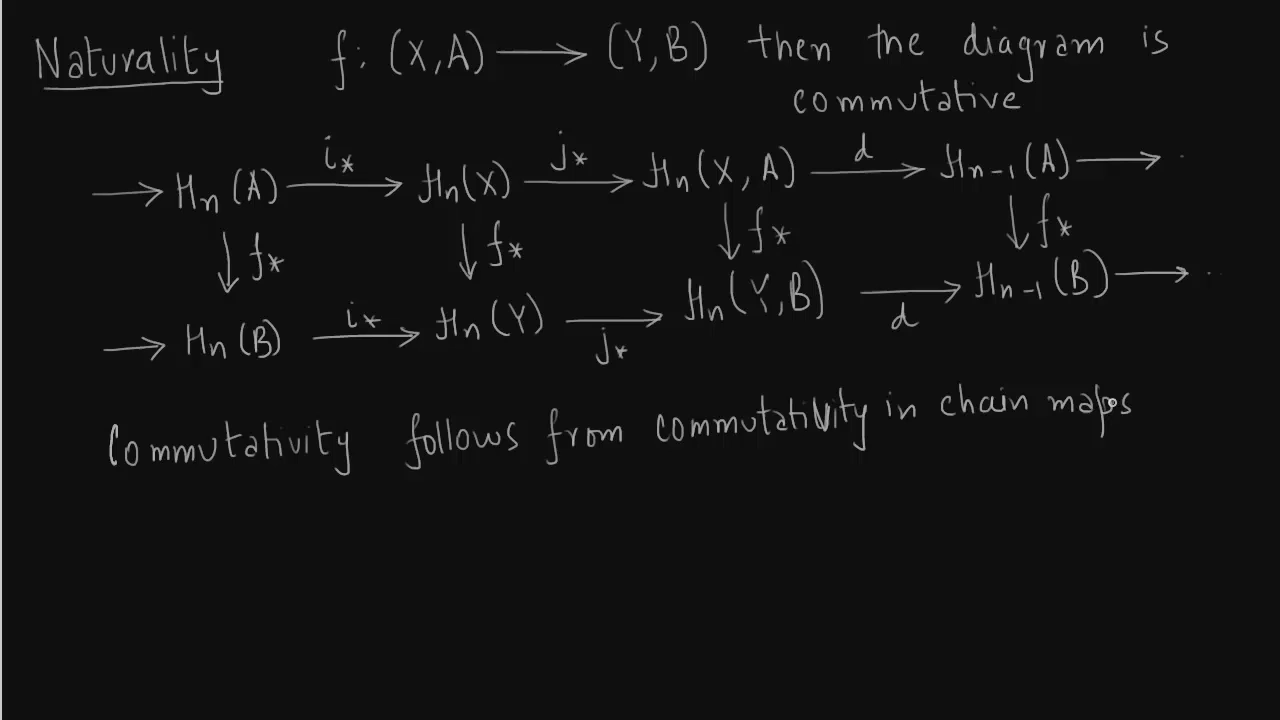 Naturality f: (X,A) ⟶ (Y,B) then the diagram is
commutative
i* j* d
⟶ Hn(A) ⟶ Hn(X) ⟶ Hn(X,A) ⟶ Hn-1(A) ⟶ ·
↓ f* ↓ f* ↓ f* ↓ f*
i* j* d
⟶ Hn(B) ⟶ Hn(Y) ⟶ Hn(Y,B) ⟶ Hn-1(B) ⟶ ··
Commutativity follows from commutativity in chain maps